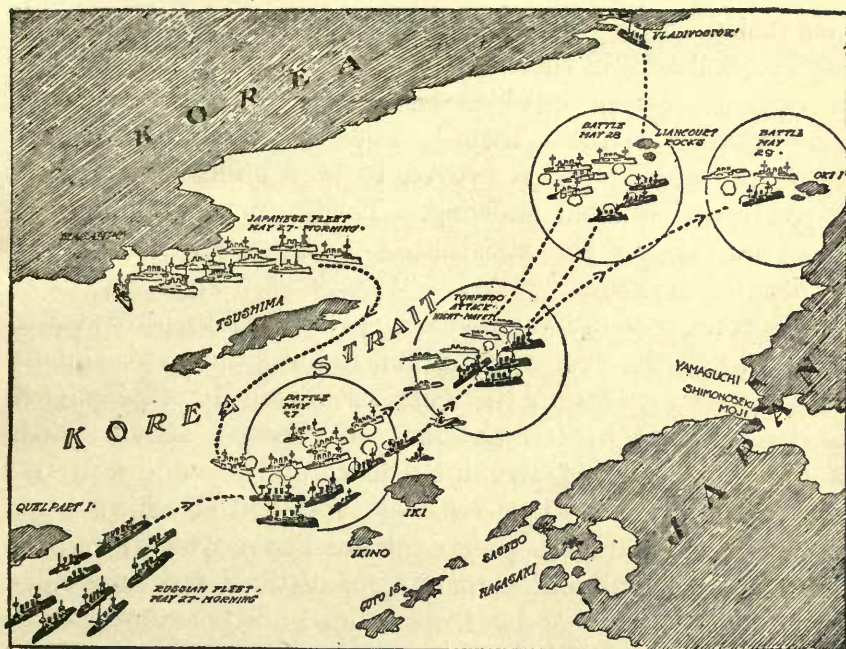 VLADIVOSTOK
KOREA
BATTLE
MAY 28
LIANCOURT
ROCKS
BATTLE
MAY
29
OKI I.
JAPANESE FLEET
MAY 27-MORNING
TSUSHIMA
KOREA STRAIT
TORPEDO
ATTACK-
NIGHT-MAY 27
BATTLE
MAY
27
YAMAGUCHI
SHIMONOSEKI
MOJI
JAPAN
QUELPART I.
IKI
IKINO
SASEBO
NAGASAKI
GOTO IS.
RUSSIAN FLEET,
MAY 27-MORNING